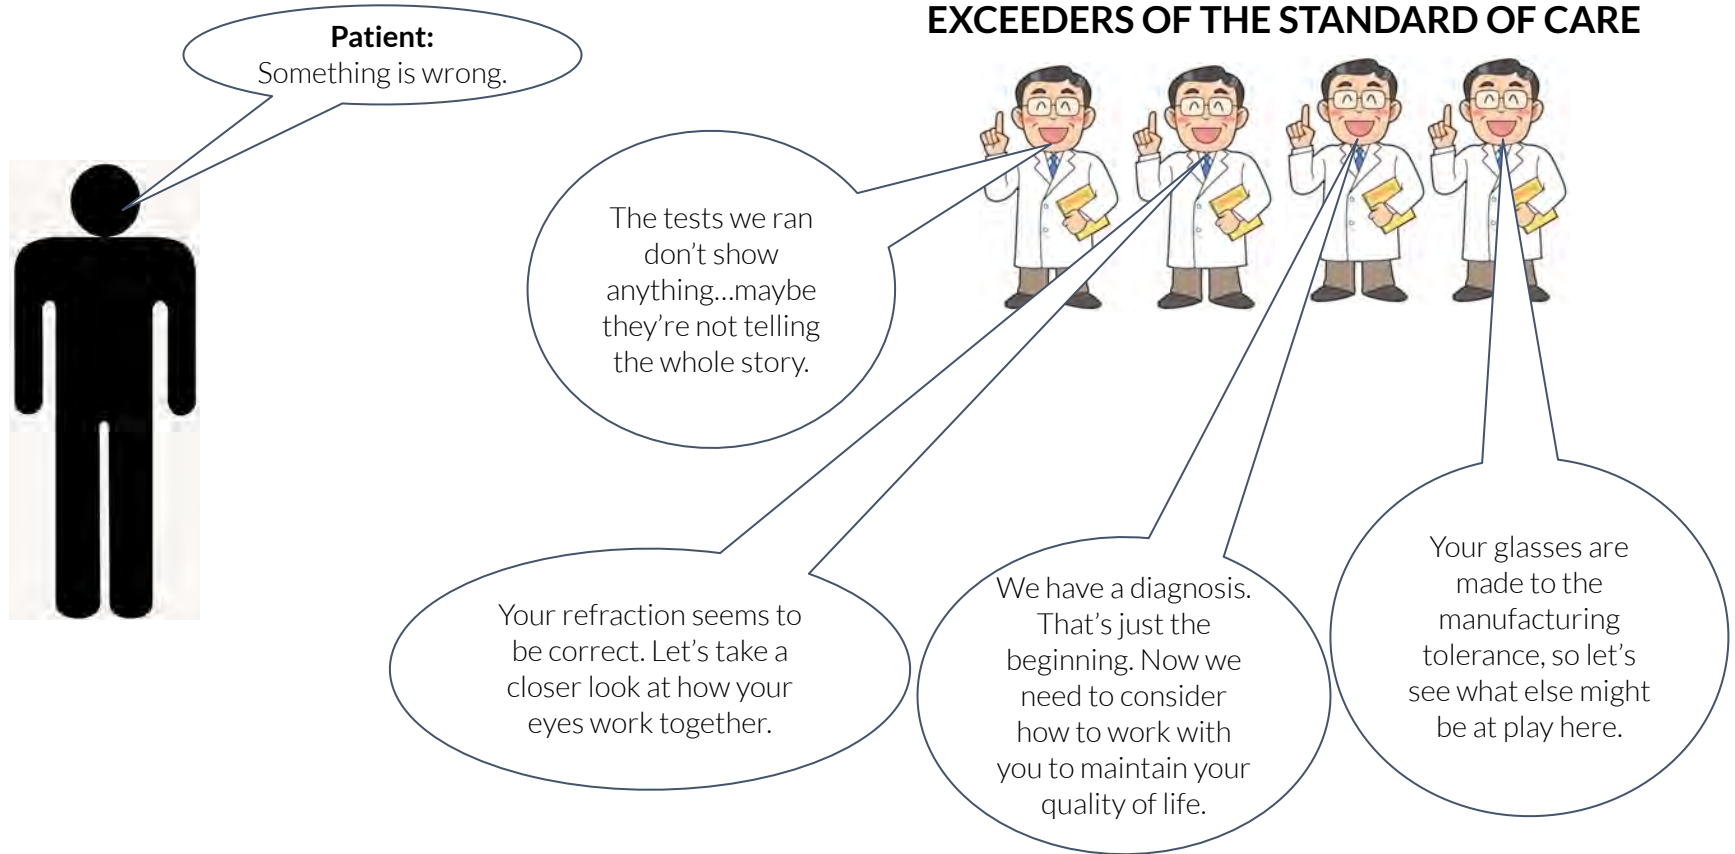 EXCEEDERS OF THE STANDARD OF CARE
Patient:
Something is wrong.
The tests we ran
don’t show
anything...maybe
they’re not telling
the whole story.
Your refraction seems to
be correct. Let’s take a
closer look at how your
eyes work together.
We have a diagnosis.
That’s just the
beginning. Now we
need to consider
how to work with
you to maintain your
quality of life.
Your glasses are
made to the
manufacturing
tolerance, so let’s
see what else might
be at play here.